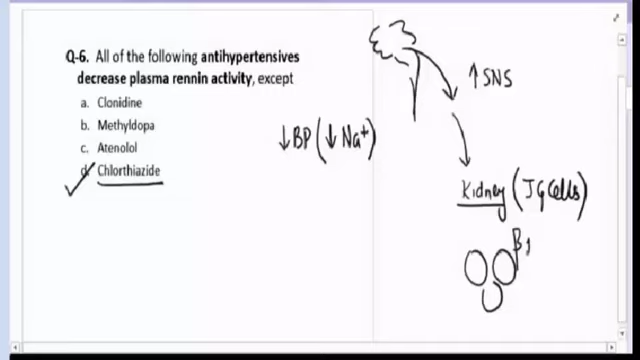 Q-6. All of the following antihypertensives
decrease plasma rennin activity, except
a. Clonidine
b. Methyldopa
c. Atenolol
d. Chlorthiazide
↑ SNS
↓BP (↓ Na+)
Kidney (JG Cells)
β1